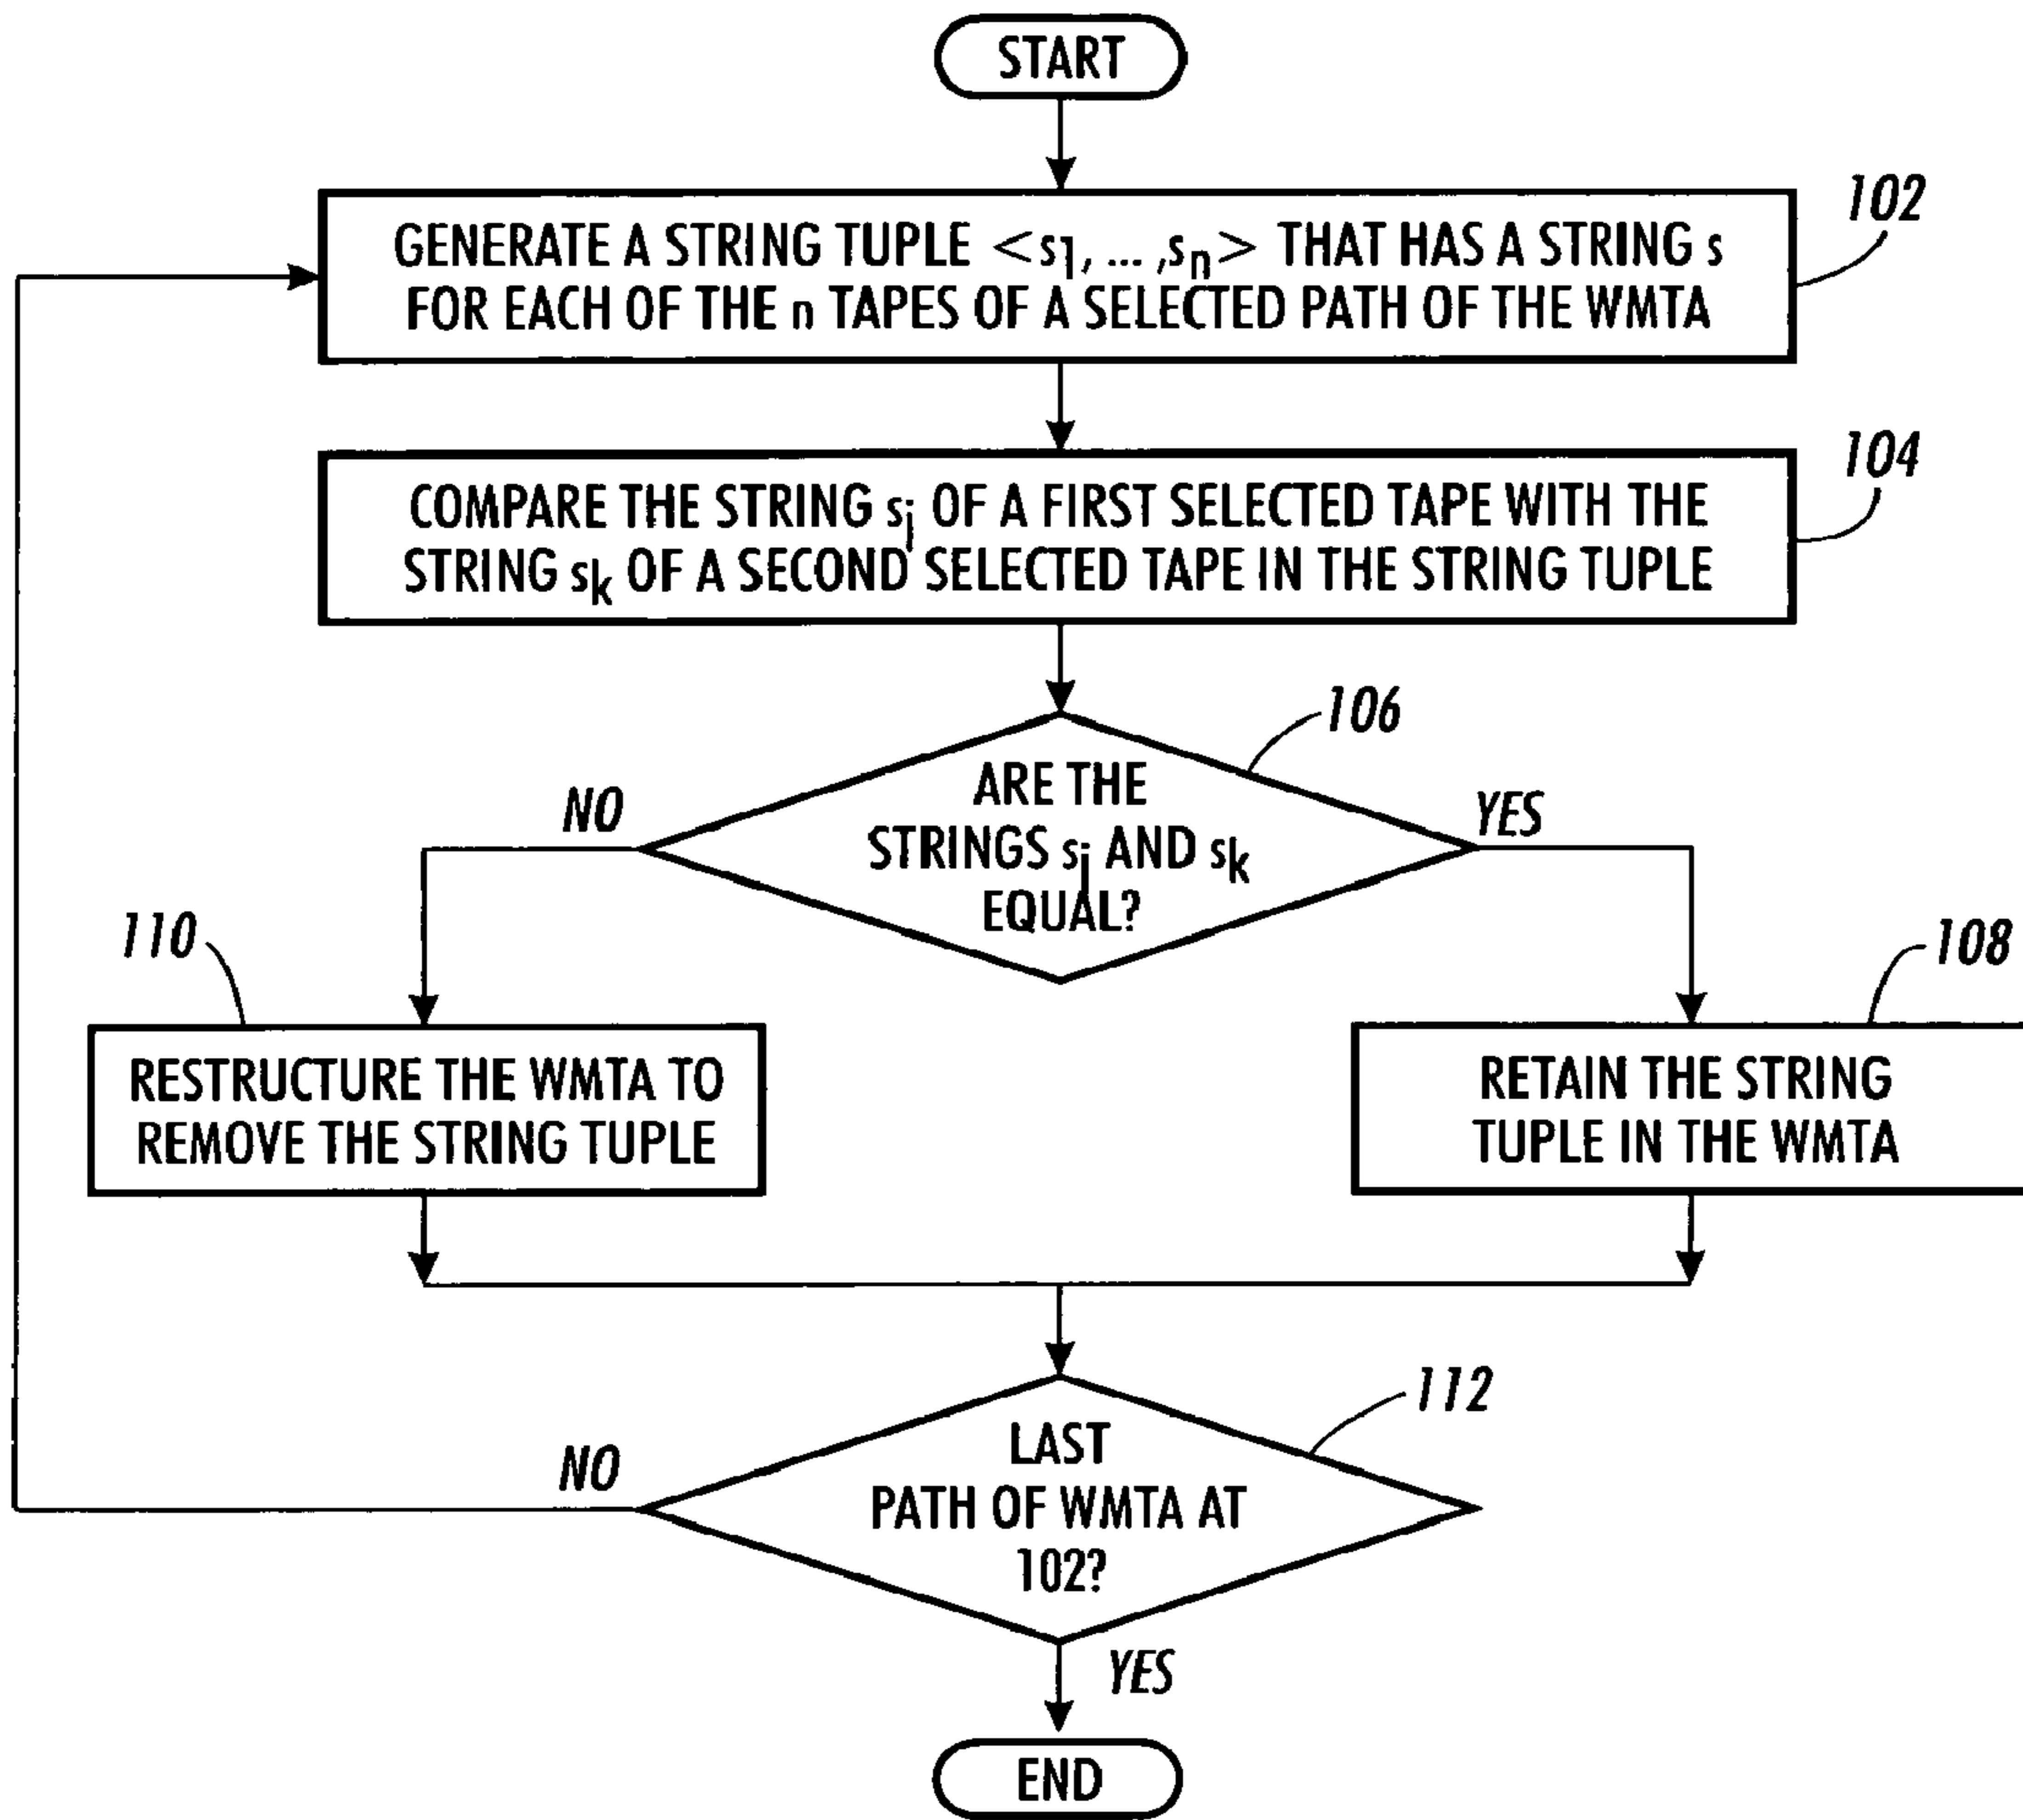 START
102
GENERATE A STRING TUPLE <s1, ... ,sn> THAT HAS A STRING s
FOR EACH OF THE n TAPES OF A SELECTED PATH OF THE WMTA
104
COMPARE THE STRING sj OF A FIRST SELECTED TAPE WITH THE
STRING sk OF A SECOND SELECTED TAPE IN THE STRING TUPLE
106
ARE THE
STRINGS sj AND sk
EQUAL?
NO
YES
110
108
RESTRUCTURE THE WMTA TO
REMOVE THE STRING TUPLE
RETAIN THE STRING
TUPLE IN THE WMTA
112
LAST
PATH OF WMTA AT
102?
NO
YES
END